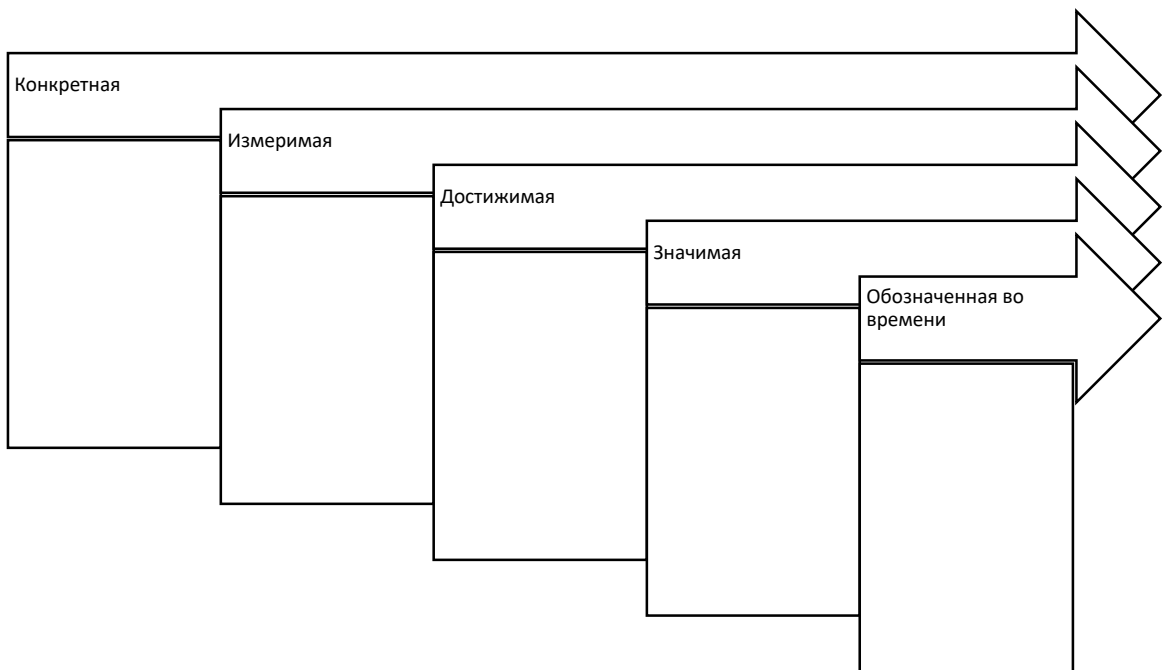 Конкретная
Измеримая
Достижимая
Значимая
Обозначенная во
времени